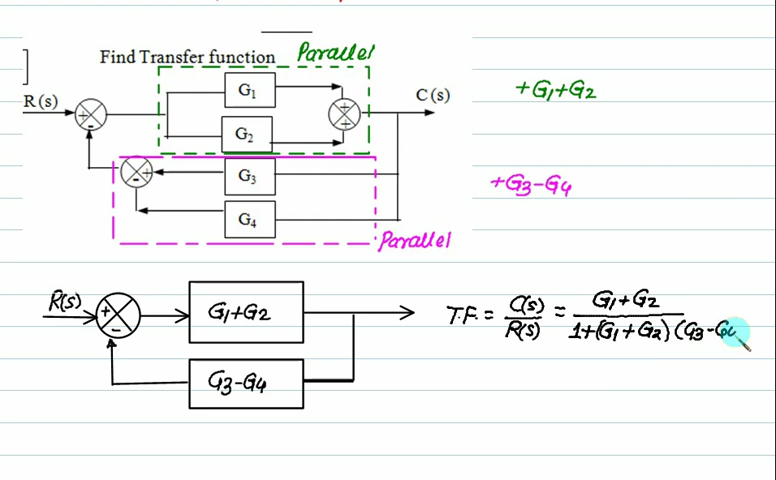 ]
Find Transfer function Parallel
R(s) + - G₁ + + C(s) +G₁+G₂
G₂
- + G₃ +G₃-G₄
G₄
Parallel
R(s) + - G₁+G₂ T.F. = C(s)/R(s) = G₁+G₂/1+(G₁+G₂)(G₃-G₄
G₃-G₄